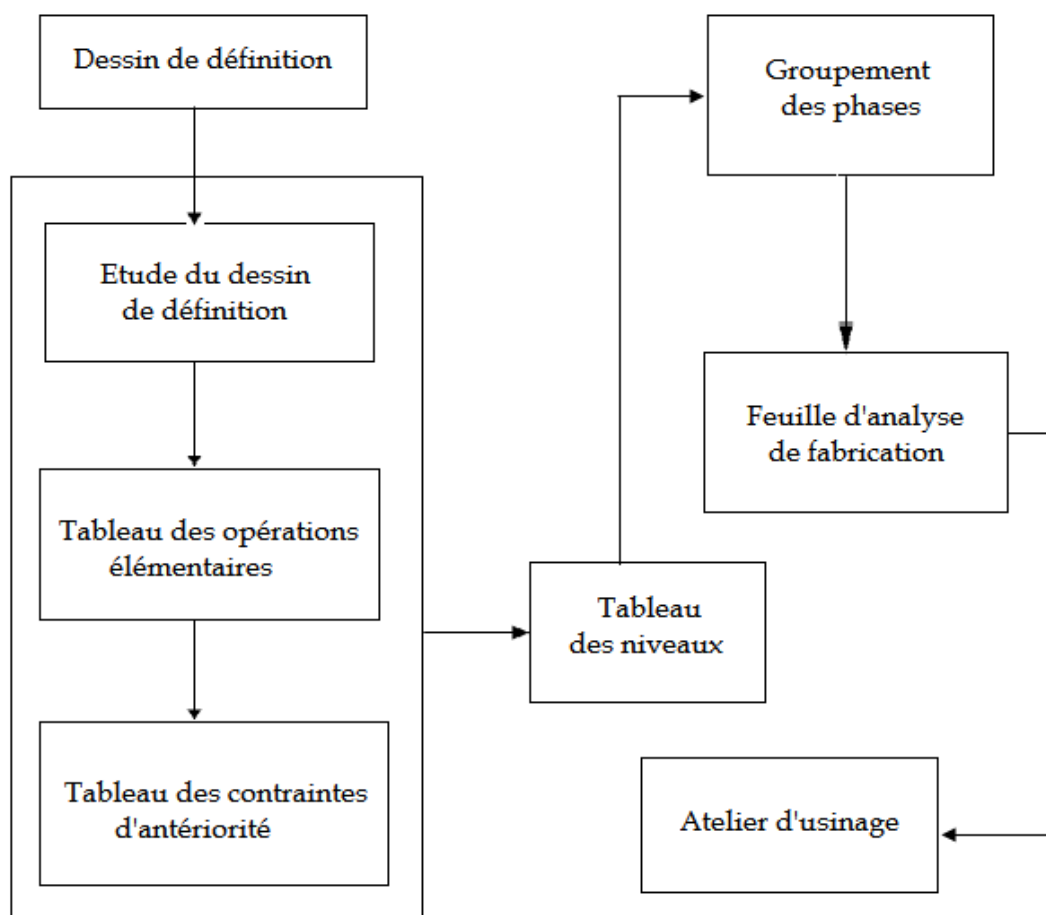 Dessin de définition
Etude du dessin
de définition
Tableau des opérations
élémentaires
Tableau des contraintes
d'antériorité
Tableau
des niveaux
Groupement
des phases
Feuille d'analyse
de fabrication
Atelier d'usinage